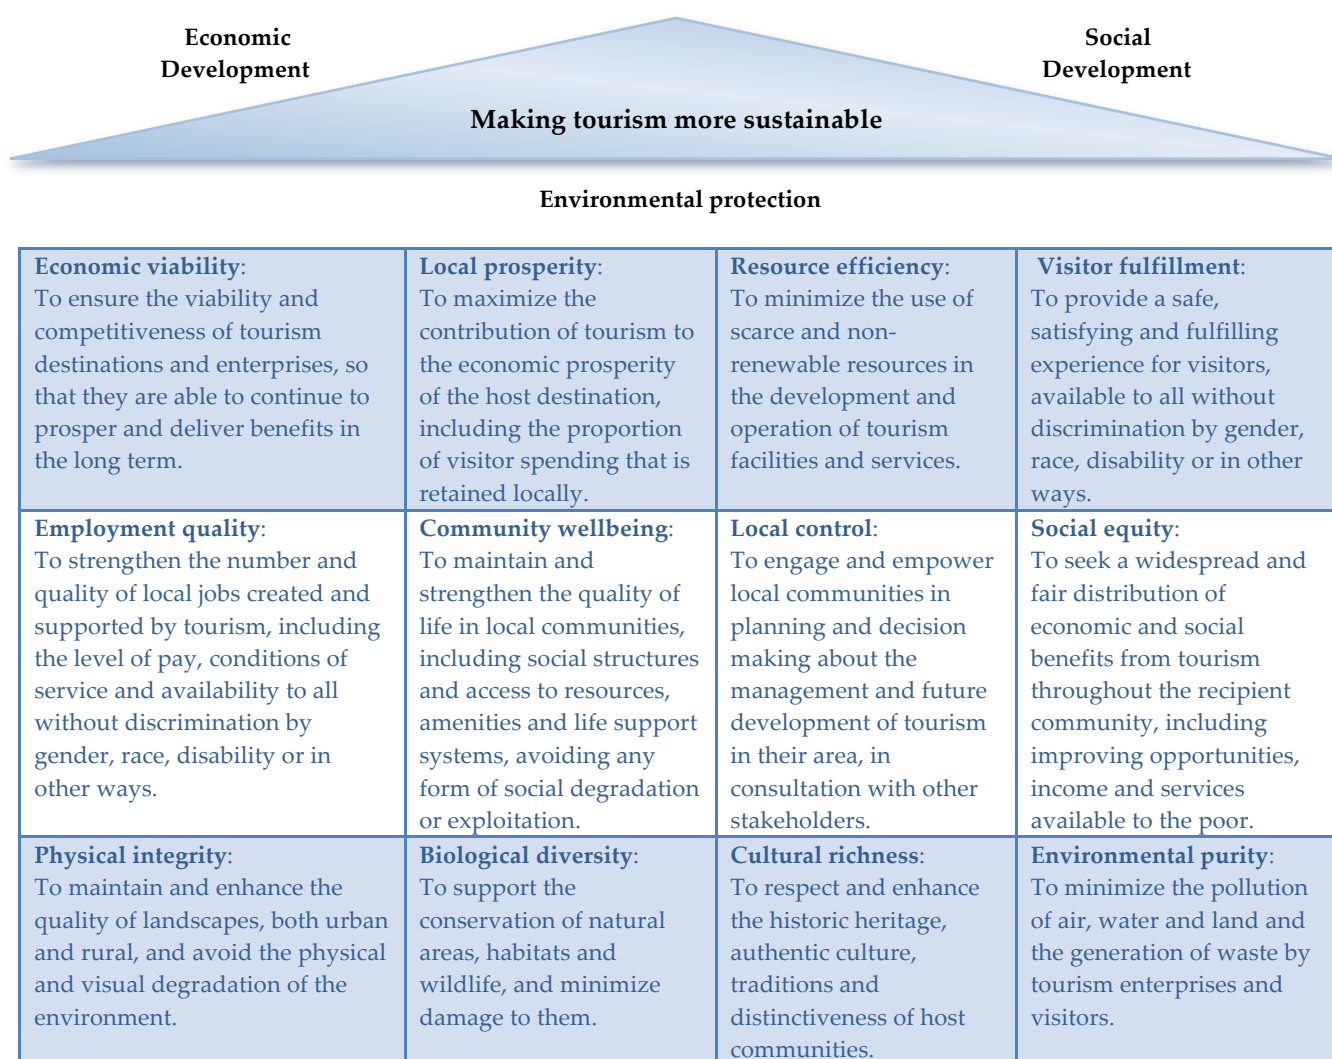 Economic
Development
Social
Development
Making tourism more sustainable
Environmental protection
Economic viability:
To ensure the viability and
competitiveness of tourism
destinations and enterprises, so
that they are able to continue to
prosper and deliver benefits in
the long term.
Local prosperity:
To maximize the
contribution of tourism to
the economic prosperity
of the host destination,
including the proportion
of visitor spending that is
retained locally.
Resource efficiency:
To minimize the use of
scarce and non-
renewable resources in
the development and
operation of tourism
facilities and services.
Visitor fulfillment:
To provide a safe,
satisfying and fulfilling
experience for visitors,
available to all without
discrimination by gender,
race, disability or in other
ways.
Employment quality:
To strengthen the number and
quality of local jobs created and
supported by tourism, including
the level of pay, conditions of
service and availability to all
without discrimination by
gender, race, disability or in
other ways.
Community wellbeing:
To maintain and
strengthen the quality of
life in local communities,
including social structures
and access to resources,
amenities and life support
systems, avoiding any
form of social degradation
or exploitation.
Local control:
To engage and empower
local communities in
planning and decision
making about the
management and future
development of tourism
in their area, in
consultation with other
stakeholders.
Social equity:
To seek a widespread and
fair distribution of
economic and social
benefits from tourism
throughout the recipient
community, including
improving opportunities,
income and services
available to the poor.
Physical integrity:
To maintain and enhance the
quality of landscapes, both urban
and rural, and avoid the physical
and visual degradation of the
environment.
Biological diversity:
To support the
conservation of natural
areas, habitats and
wildlife, and minimize
damage to them.
Cultural richness:
To respect and enhance
the historic heritage,
authentic culture,
traditions and
distinctiveness of host
communities.
Environmental purity:
To minimize the pollution
of air, water and land and
the generation of waste by
tourism enterprises and
visitors.